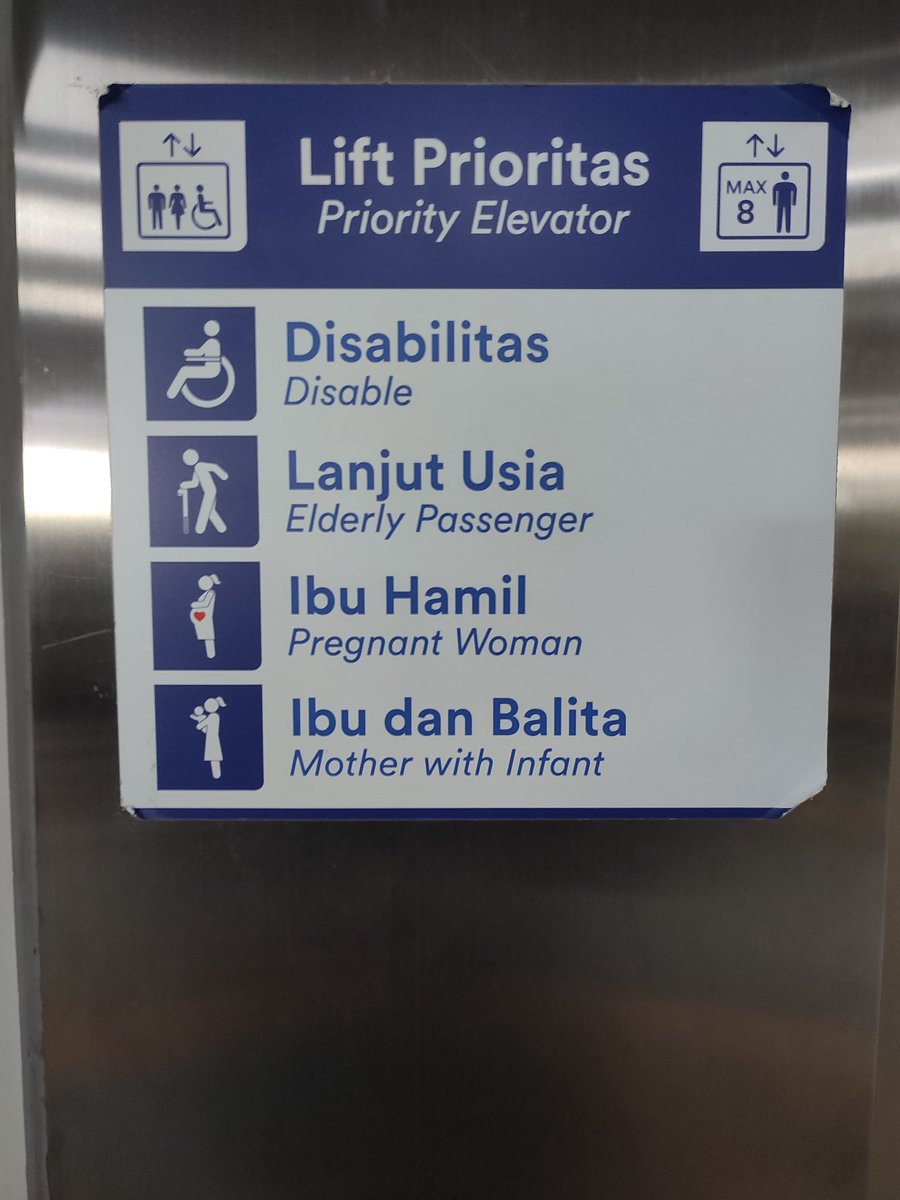 Lift Prioritas
Priority Elevator
MAX
8
Disabilitas
Disable
Lanjut Usia
Elderly Passenger
Ibu Hamil
Pregnant Woman
Ibu dan Balita
Mother with Infant